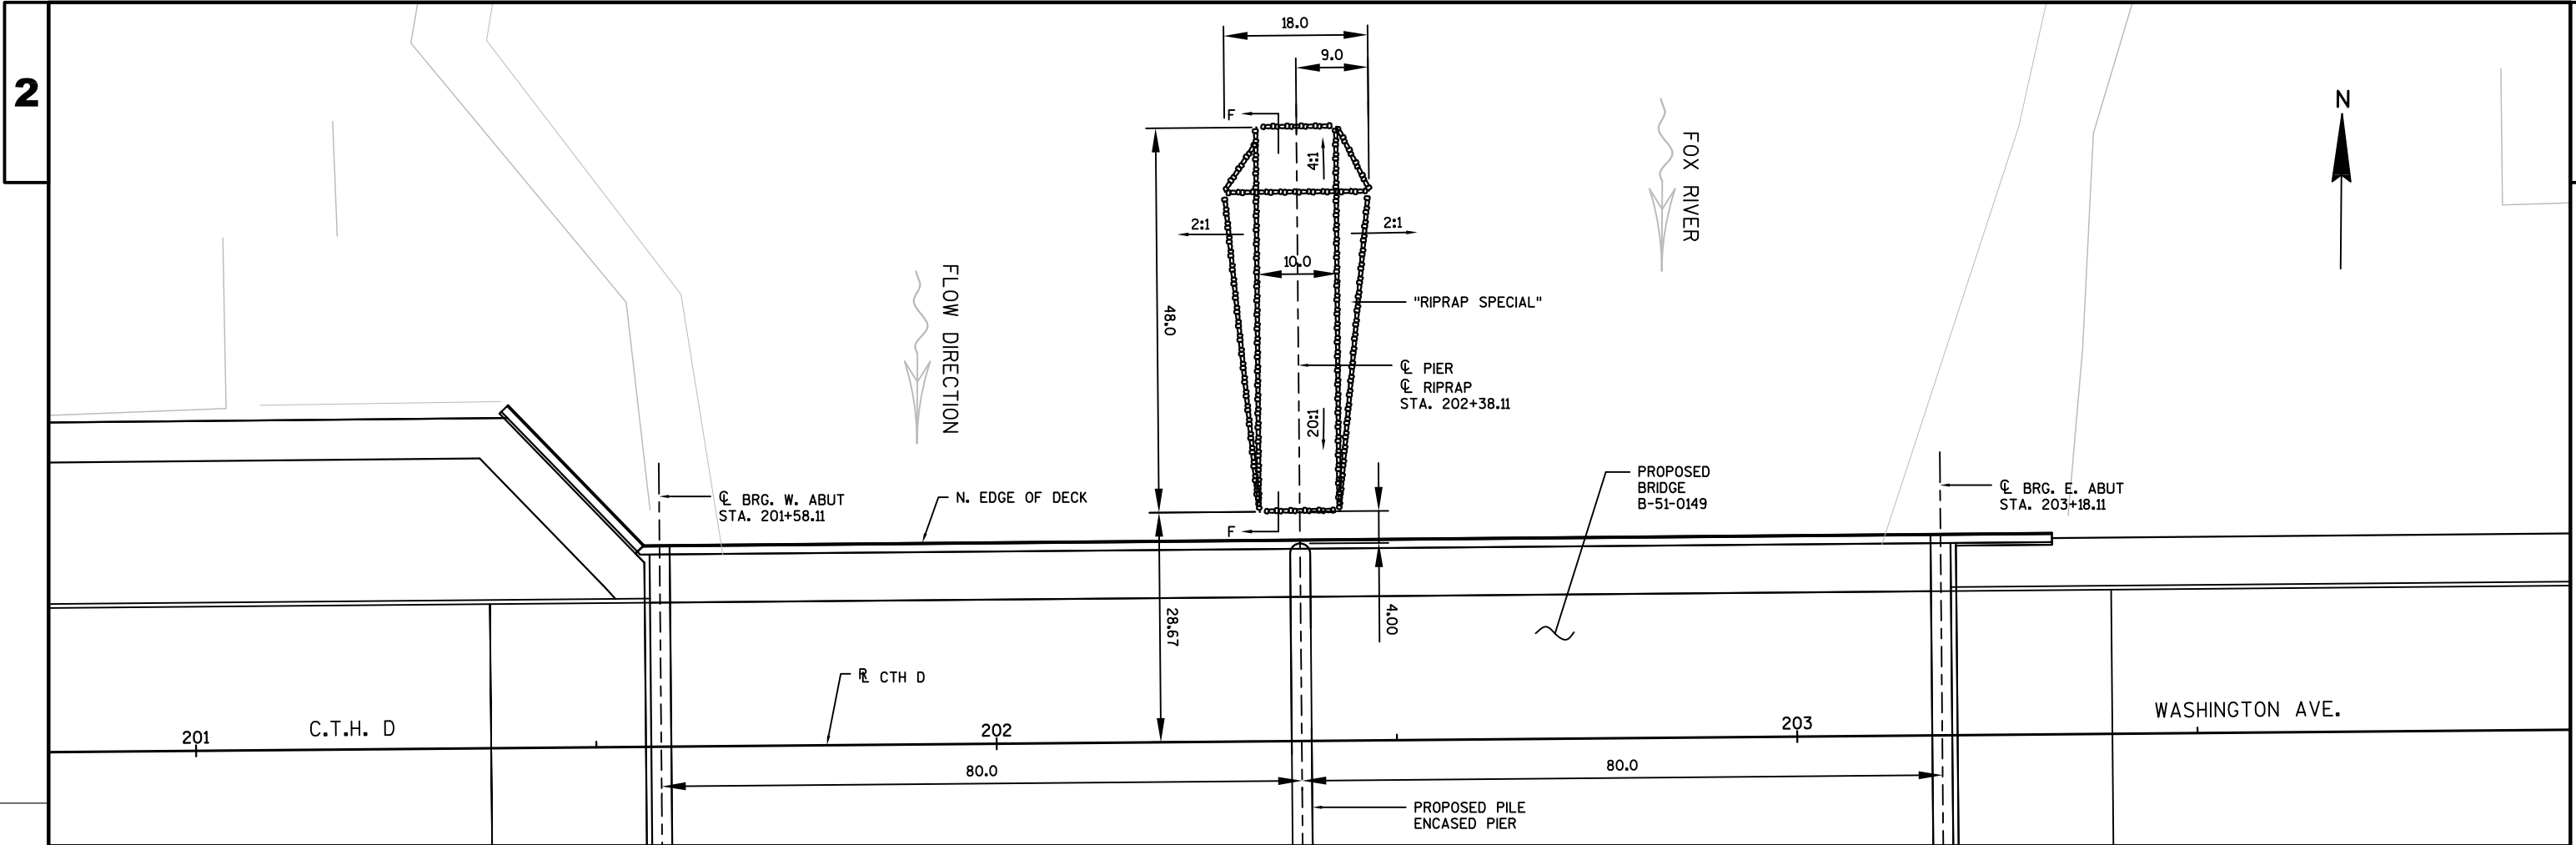 2
18.0
9.0
F
4:1
N
FOX RIVER
2:1
2:1
10.0
FLOW DIRECTION
48.0
"RIPRAP SPECIAL"
℄ PIER
℄ RIPRAP
STA. 202+38.11
20:1
℄ BRG. W. ABUT
STA. 201+58.11
N. EDGE OF DECK
F
PROPOSED
BRIDGE
B-51-0149
℄ BRG. E. ABUT
STA. 203+18.11
28.67
4.00
RL CTH D
201
C.T.H. D
202
203
WASHINGTON AVE.
80.0
80.0
PROPOSED PILE
ENCASED PIER